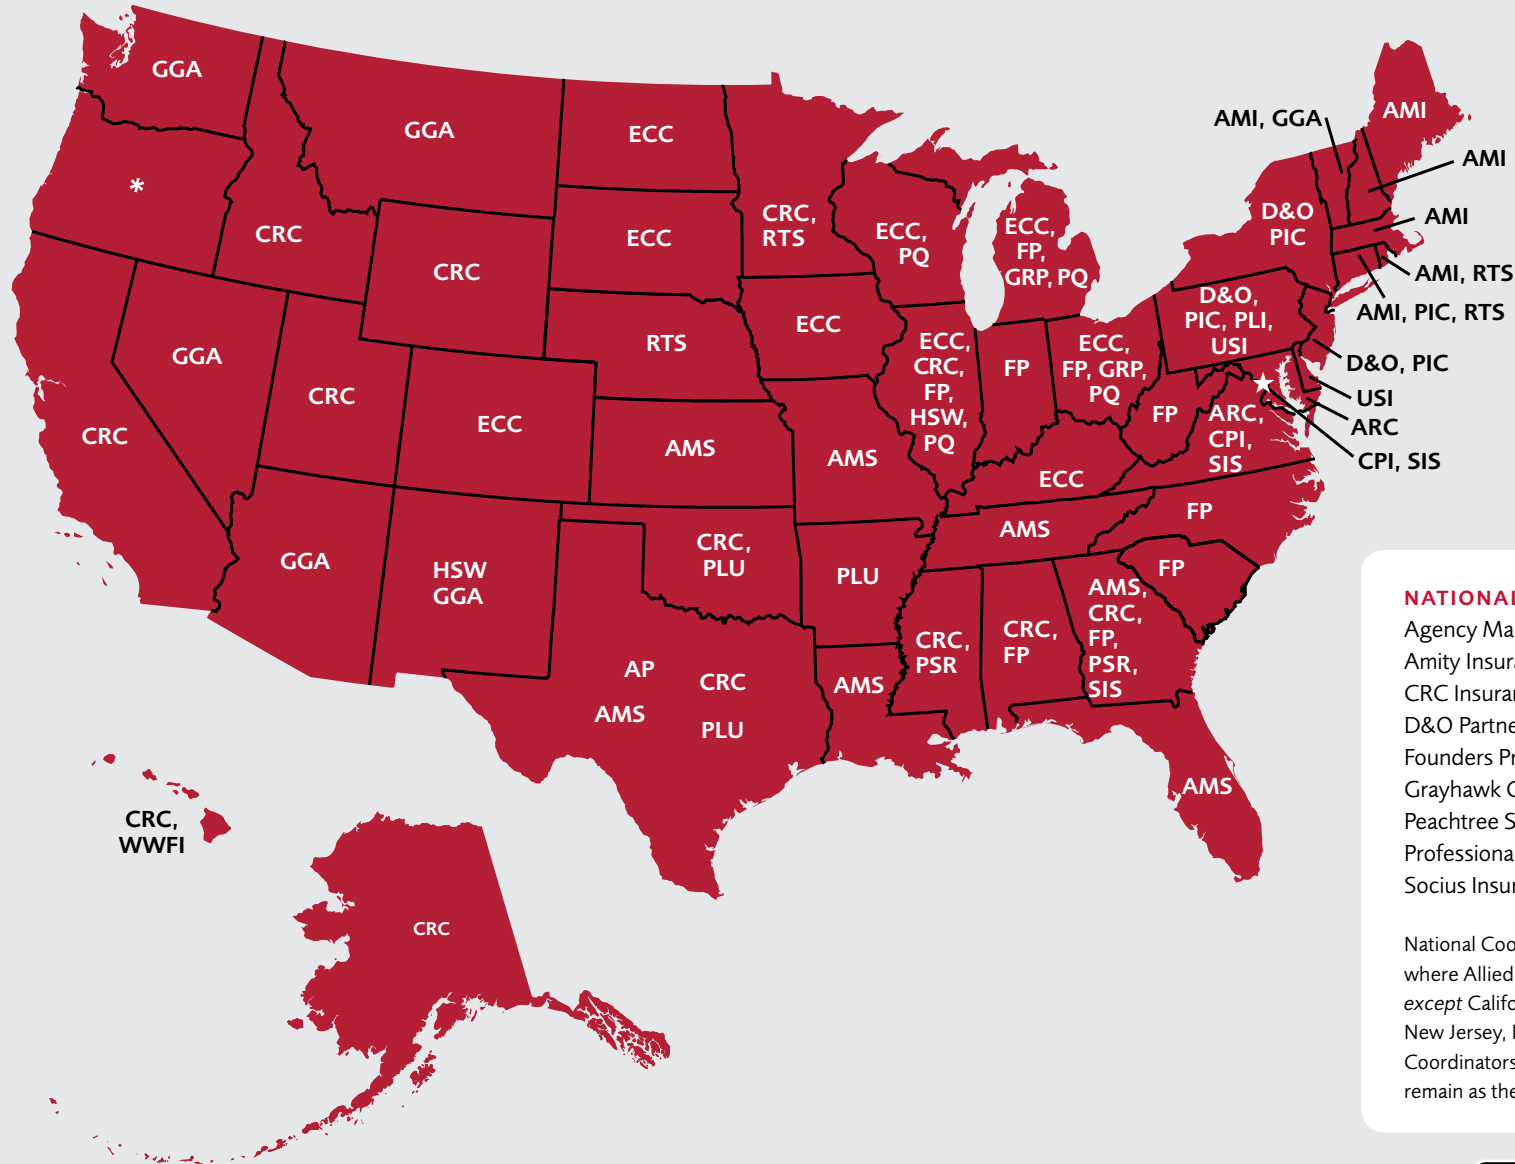 GGA
GGA
ECC
AMI, GGA
AMI
AMI
*
CRC
CRC
ECC
CRC,
RTS
ECC,
PQ
ECC,
FP,
GRP, PQ
D&O
PIC
AMI
AMI, RTS
AMI, PIC, RTS
D&O,
PIC, PLI,
USI
D&O, PIC
USI
ARC
CPI, SIS
GGA
CRC
CRC
ECC
RTS
ECC
ECC,
CRC,
FP,
HSW,
PQ
FP
ECC,
FP, GRP,
PQ
FP
ARC,
CPI,
SIS
AMS
AMS
ECC
FP
AMS
FP
GGA
HSW
GGA
CRC,
PLU
PLU
AP
CRC
AMS
PLU
AMS
CRC,
PSR
CRC,
FP
AMS,
CRC,
FP,
PSR,
SIS
AMS
CRC,
WWFI
CRC
NATIONAL
Agency Ma
Amity Insur
CRC Insuran
D&O Partne
Founders Pr
Grayhawk
Peachtree S
Professiona
Socius Insur
National Coo
where Allied
except Califo
New Jersey,
Coordinators
remain as the